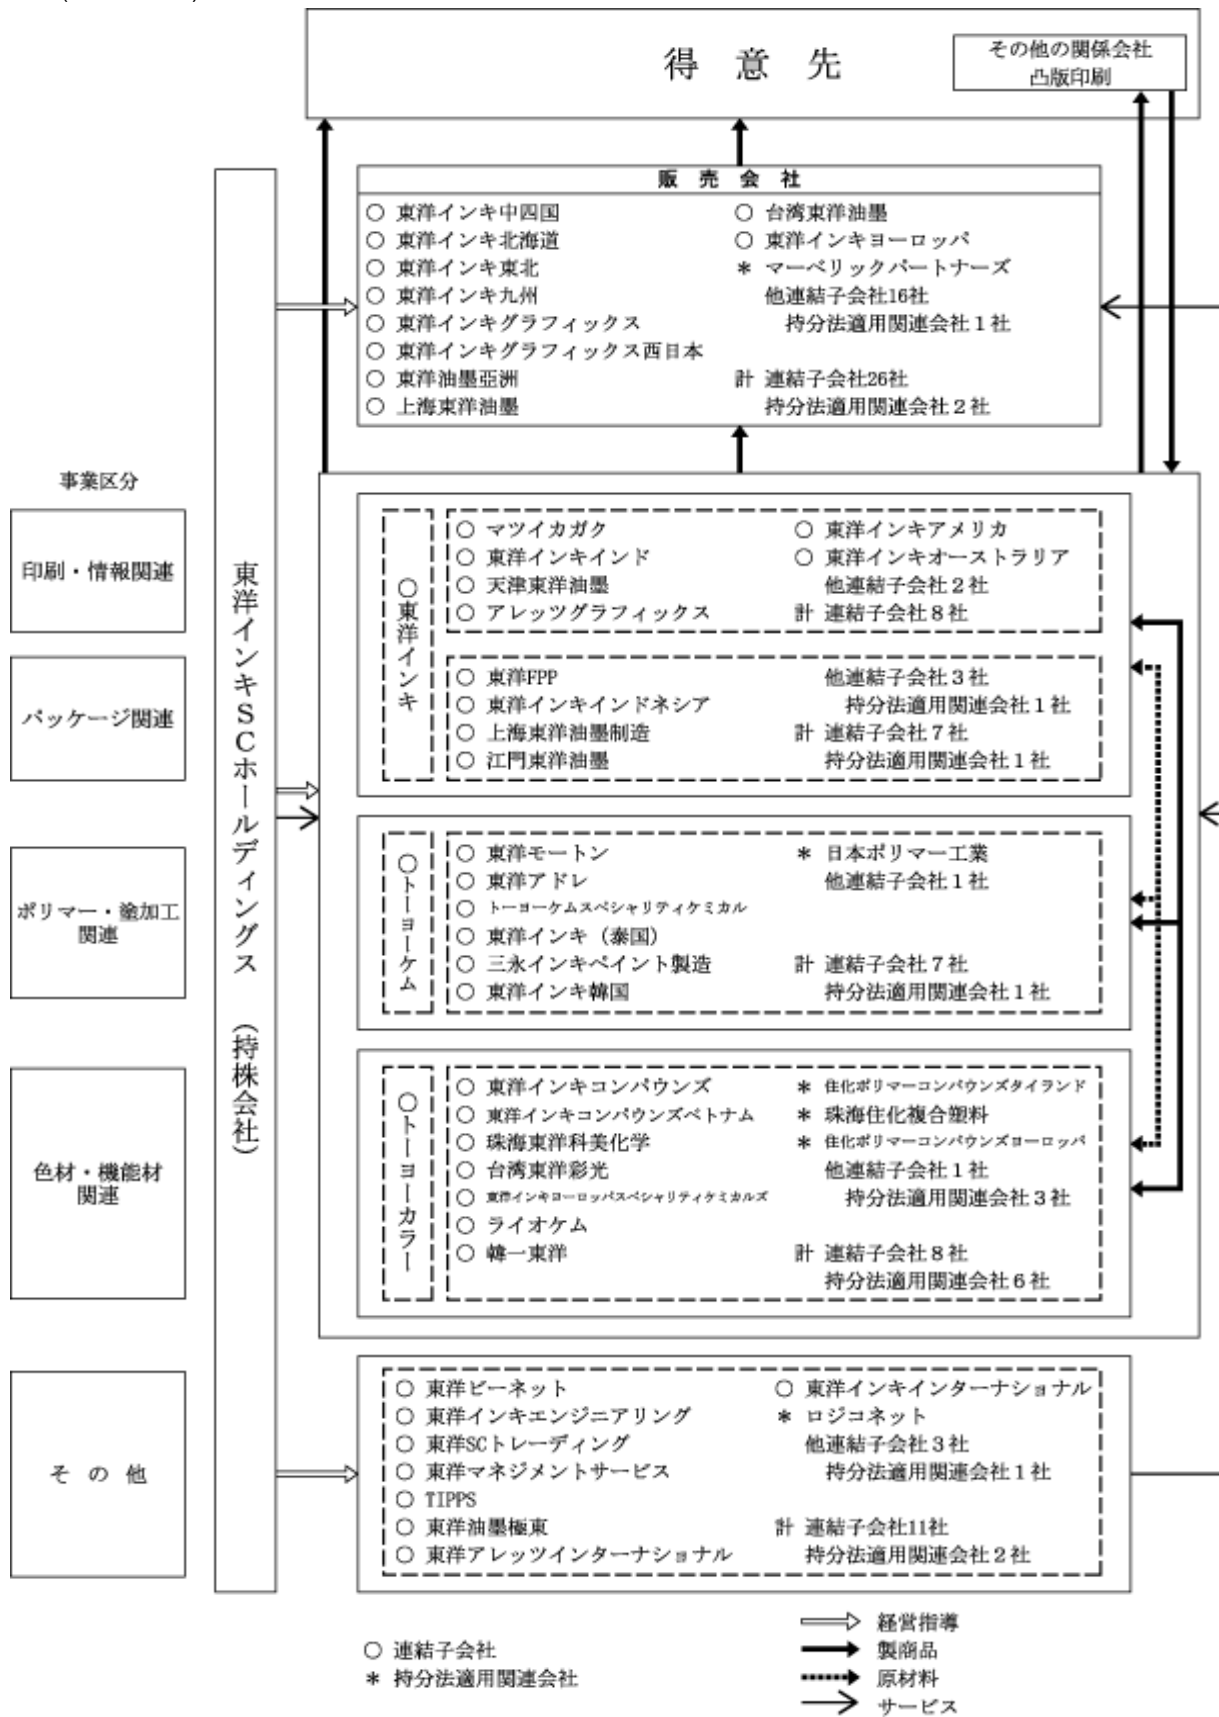 得意先
その他の関係会社
凸版印刷
販売会社
○ 東洋インキ中四国
○ 東洋インキ北海道
○ 東洋インキ東北
○ 東洋インキ九州
○ 東洋インキグラフィックス
○ 東洋インキグラフィックス西日本
○ 東洋油墨亞洲
○ 上海東洋油墨
○ 台湾東洋油墨
○ 東洋インキヨーロッパ
* マーベリックパートナーズ
他連結子会社16社
持分法適用関連会社1社
計 連結子会社26社
持分法適用関連会社2社
事業区分
印刷・情報関連
パッケージ関連
ポリマー・塗加工
関連
色材・機能材
関連
その他
東洋インキSCホールディングス (持株会社)
○東洋インキ
○ マツイカガク
○ 東洋インキインド
○ 天津東洋油墨
○ アレッツグラフィックス
○ 東洋インキアメリカ
○ 東洋インキオーストラリア
他連結子会社2社
計 連結子会社8社
○ 東洋FPP
○ 東洋インキインドネシア
○ 上海東洋油墨制造
○ 江門東洋油墨
他連結子会社3社
持分法適用関連会社1社
計 連結子会社7社
持分法適用関連会社1社
○トーヨーケム
○ 東洋モートン
○ 東洋アドレ
○ トーヨーケムスペシャリティケミカル
○ 東洋インキ(泰国)
○ 三永インキペイント製造
○ 東洋インキ韓国
* 日本ポリマー工業
他連結子会社1社
計 連結子会社7社
持分法適用関連会社1社
○トーヨーカラー
○ 東洋インキコンパウンズ
○ 東洋インキコンパウンズベトナム
○ 珠海東洋科美化学
○ 台湾東洋彩光
○ 東洋インキヨーロッパスペシャリティケミカルズ
○ ライオケム
○ 韓一東洋
* 住化ポリマーコンパウンズタイランド
* 珠海住化複合塑料
* 住化ポリマーコンパウンズヨーロッパ
他連結子会社1社
持分法適用関連会社3社
計 連結子会社8社
持分法適用関連会社6社
○ 東洋ビーネット
○ 東洋インキエンジニアリング
○ 東洋SCトレーディング
○ 東洋マネジメントサービス
○ TIPPS
○ 東洋油墨極東
○ 東洋アレッツインターナショナル
○ 東洋インキインターナショナル
* ロジコネット
他連結子会社3社
持分法適用関連会社1社
計 連結子会社11社
持分法適用関連会社2社
○ 連結子会社
* 持分法適用関連会社
経営指導
製商品
原材料
サービス